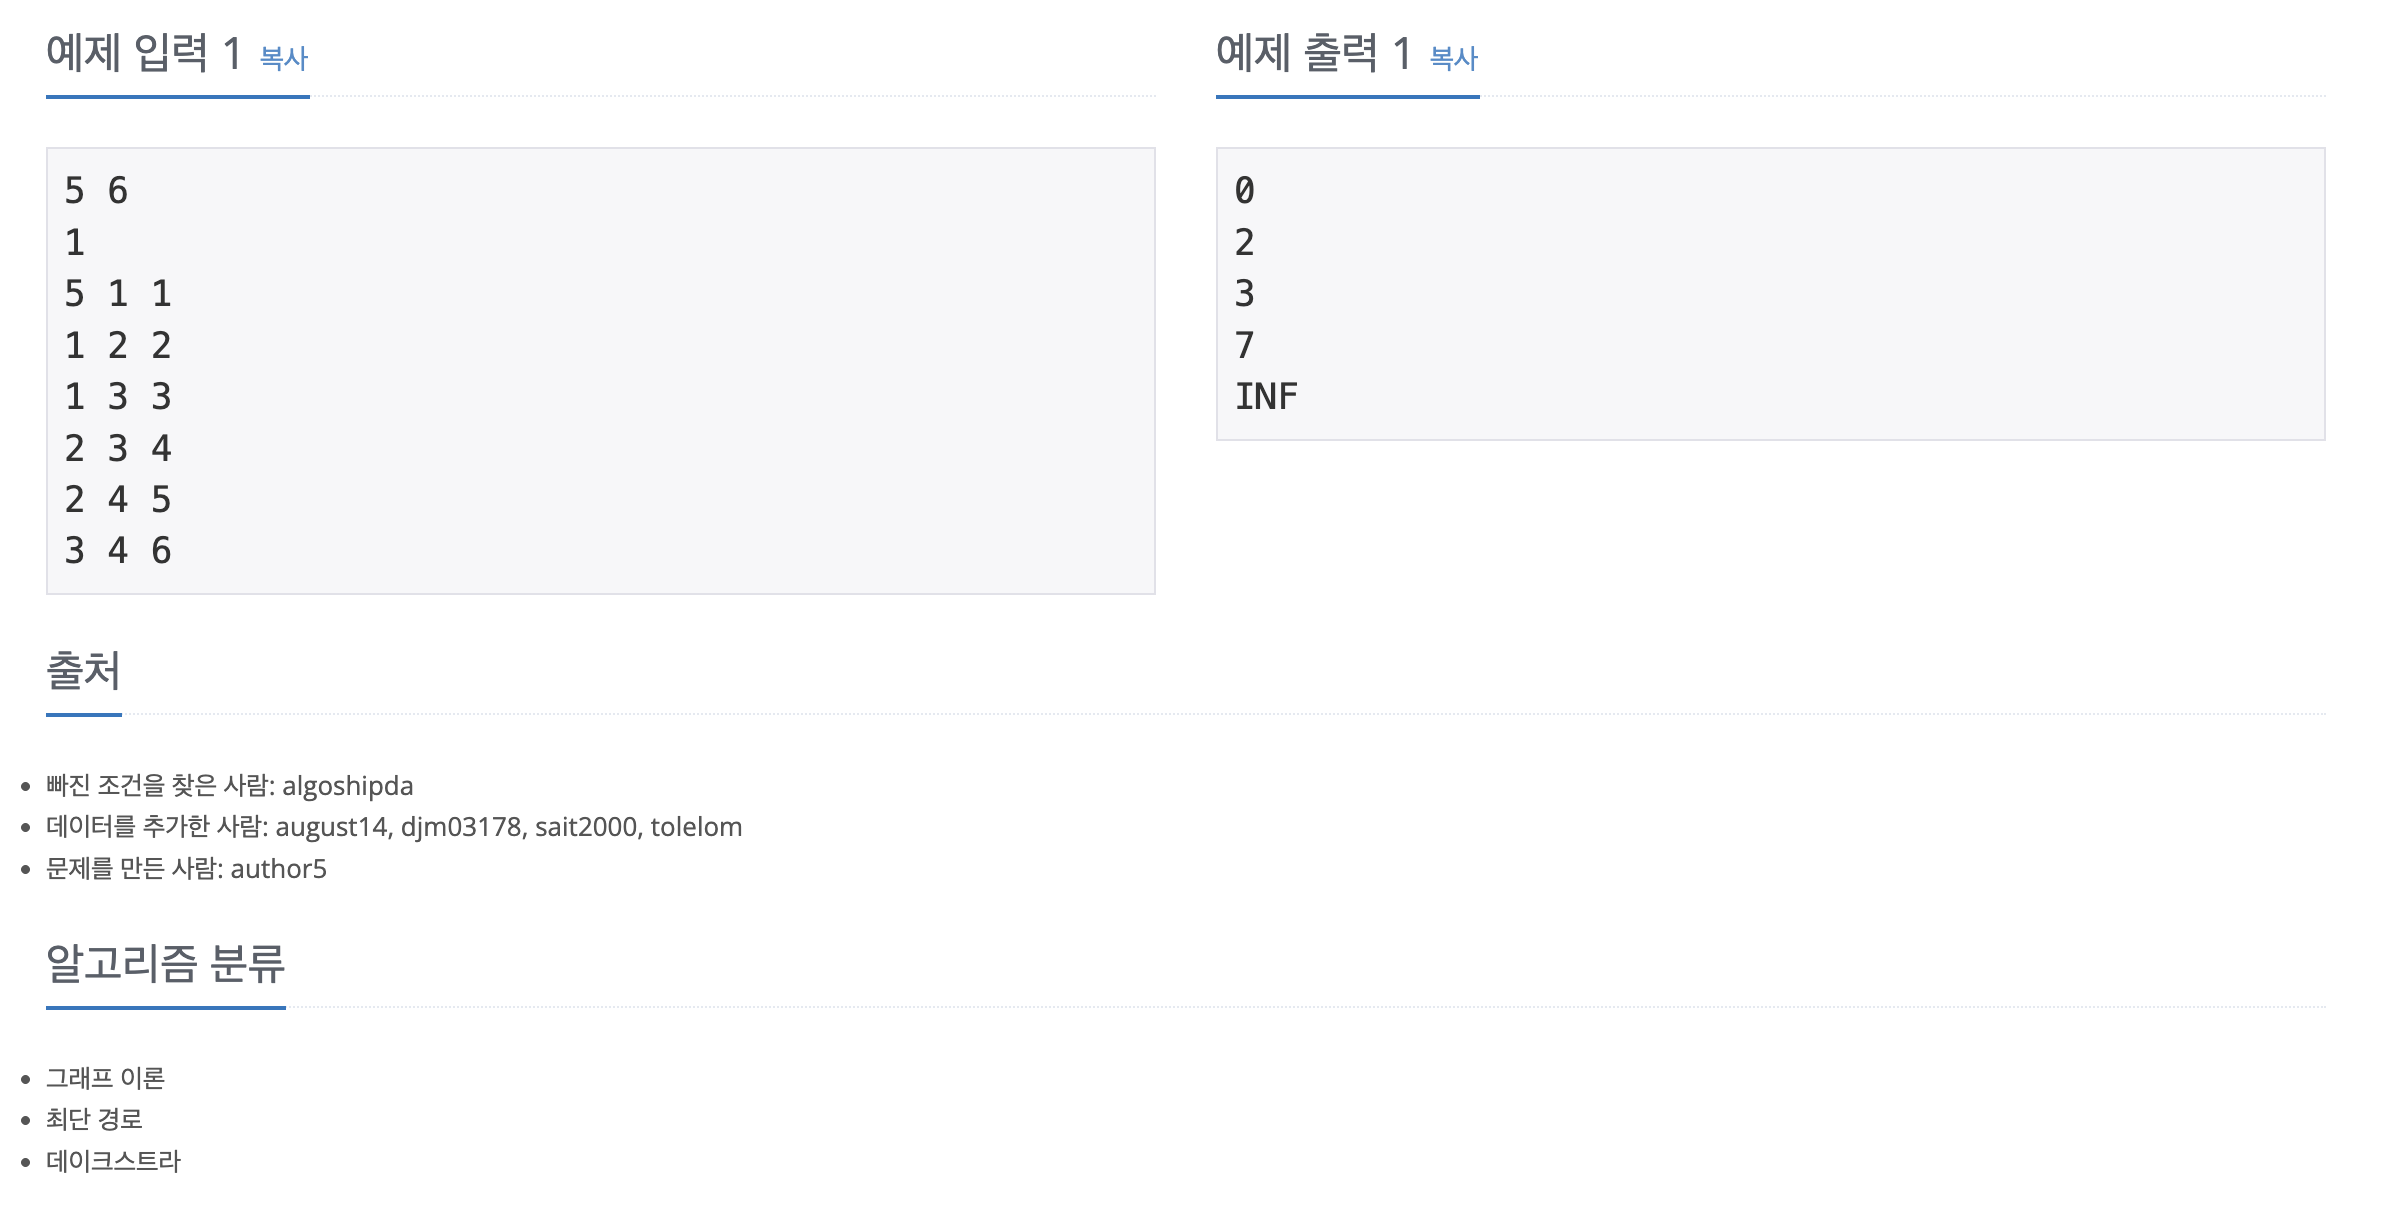 예제 입력 1 복사
5 6
1
5 1 1
1 2 2
1 3 3
2 3 4
2 4 5
3 4 6
예제 출력 1 복사
0
2
3
7
INF
출처
빠진 조건을 찾은 사람: algoshipda
데이터를 추가한 사람: august14, djm03178, sait2000, tolelom
문제를 만든 사람: author5
알고리즘 분류
그래프 이론
최단 경로
데이크스트라